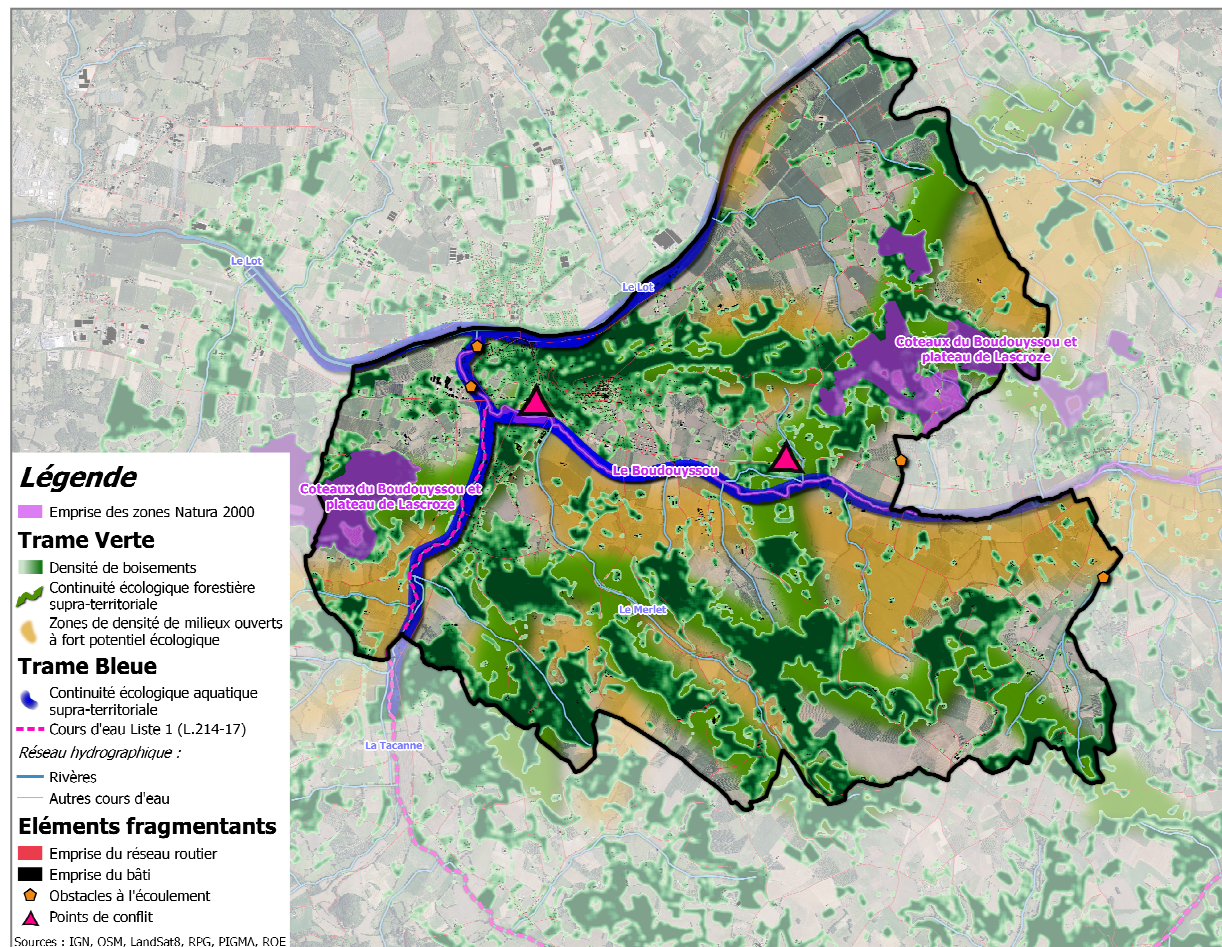 Le Lot
Le Lot
Coteaux du Boudouyssou et
plateau de Lascroze
Le Boudouyssou
Coteaux du Boudouyssou et
plateau de Lascroze
Le Merlet
La Tacanne
Légende
Emprise des zones Natura 2000
Trame Verte
Densité de boisements
Continuité écologique forestière
supra-territoriale
Zones de densité de milieux ouverts
à fort potentiel écologique
Trame Bleue
Continuité écologique aquatique
supra-territoriale
Cours d'eau Liste 1 (L.214-17)
Réseau hydrographique :
Rivères
Autres cours d'eau
Eléments fragmentants
Emprise du réseau routier
Emprise du bâti
Obstacles à l'écoulement
Points de conflit
Sources : IGN, OSM, LandSat8, RPG, PIGMA, ROE